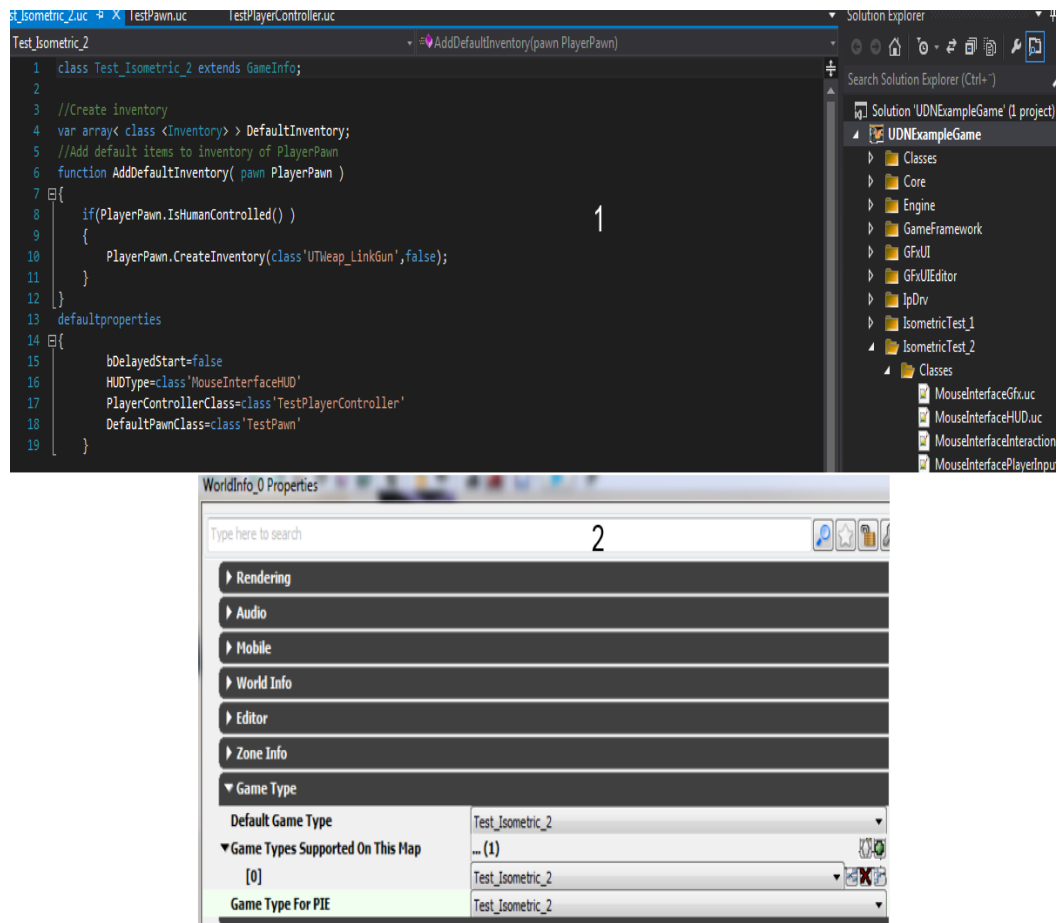 st_Isometric_2.uc X TestPawn.uc TestPlayerController.uc
Test_Isometric_2 AddDefaultInventory(pawn PlayerPawn)
1 class Test_Isometric_2 extends GameInfo;
2
3 //Create inventory
4 var array< class <Inventory> > DefaultInventory;
5 //Add default items to inventory of PlayerPawn
6 function AddDefaultInventory( pawn PlayerPawn )
7 {
8 if(PlayerPawn.IsHumanControlled() )
9 {
10 PlayerPawn.CreateInventory(class'UTWeap_LinkGun',false);
11 }
12 }
13 defaultproperties
14 {
15 bDelayedStart=false
16 HUDType=class'MouseInterfaceHUD'
17 PlayerControllerClass=class'TestPlayerController'
18 DefaultPawnClass=class'TestPawn'
19 }
1
Solution Explorer
Search Solution Explorer (Ctrl+¨)
Solution 'UDNExampleGame' (1 project)
UDNExampleGame
Classes
Core
Engine
GameFramework
GFxUI
GFxUIEditor
IpDrv
IsometricTest_1
IsometricTest_2
Classes
MouseInterfaceGfx.uc
MouseInterfaceHUD.uc
MouseInterfaceInteraction
MouseInterfacePlayerInput
WorldInfo_0 Properties
Type here to search
2
Rendering
Audio
Mobile
World Info
Editor
Zone Info
Game Type
Default Game Type Test_Isometric_2
Game Types Supported On This Map ... (1)
[0] Test_Isometric_2
Game Type For PIE Test_Isometric_2